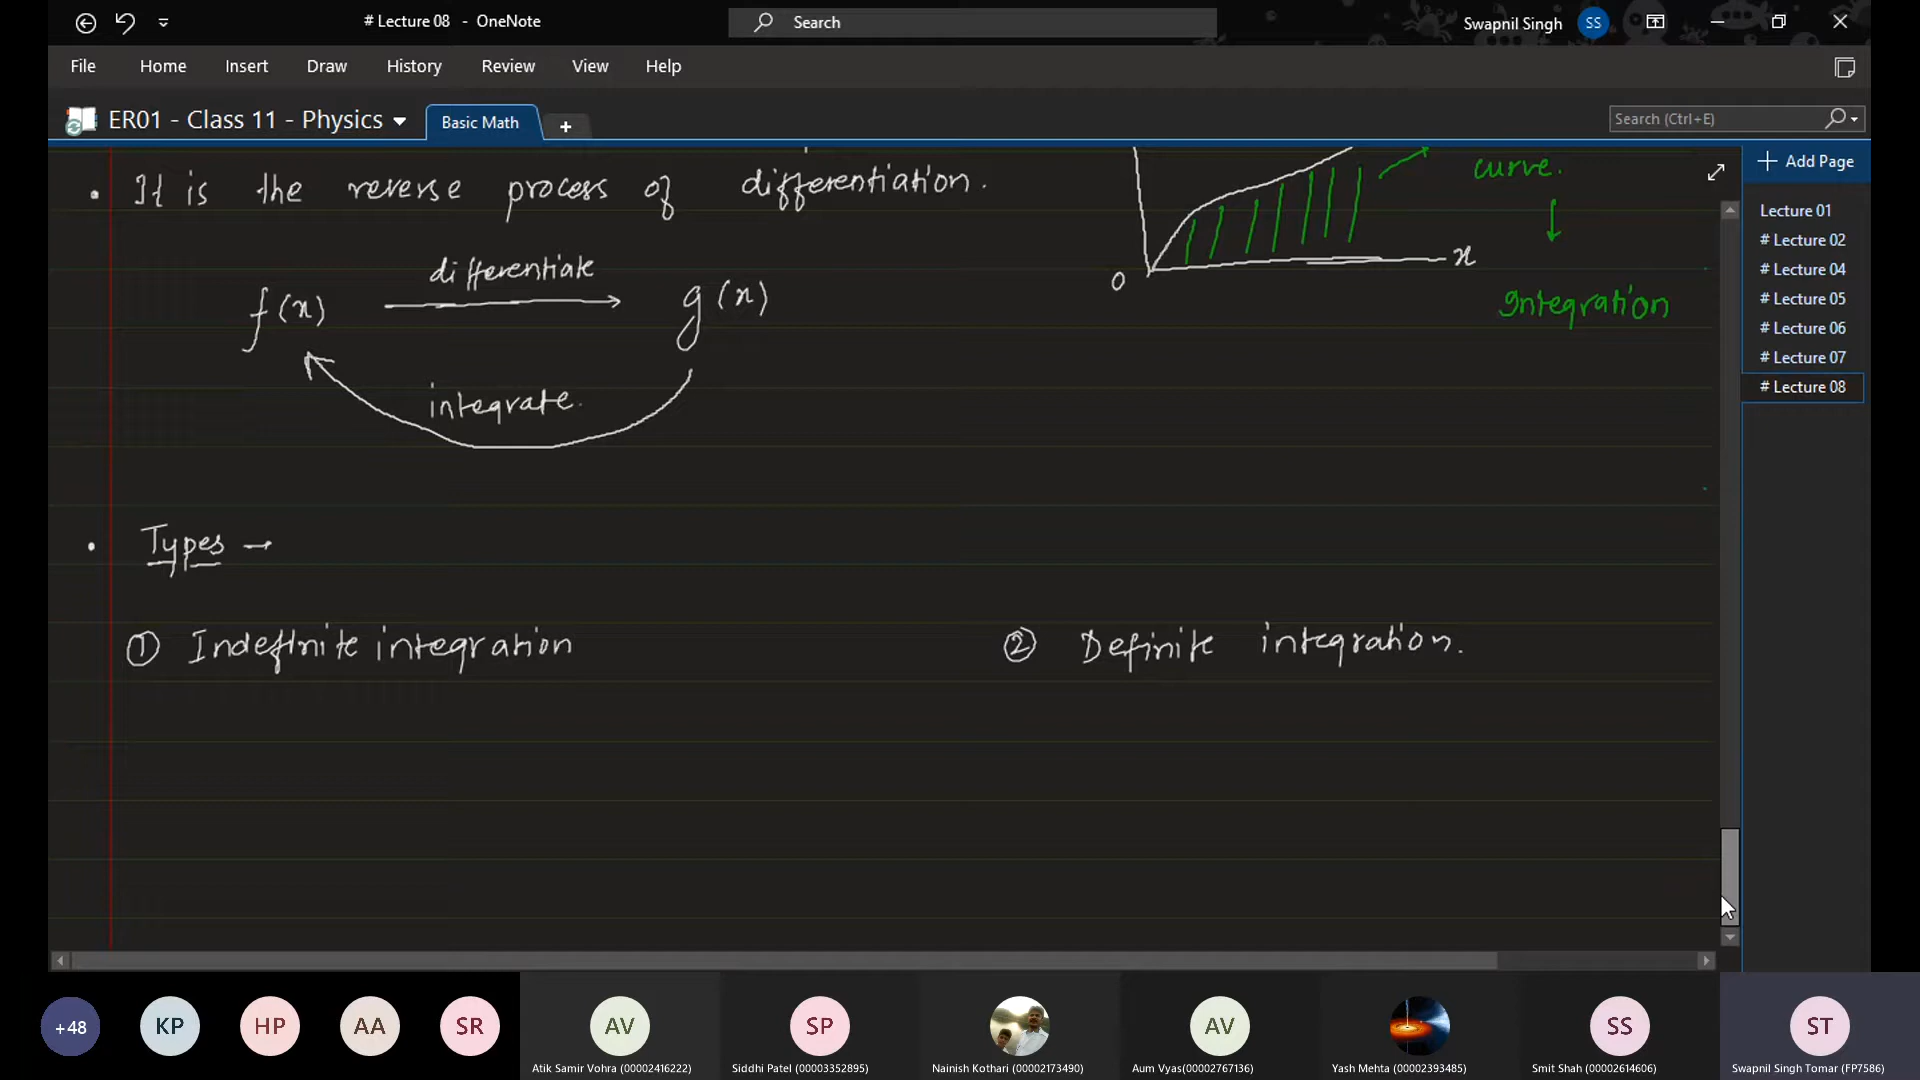 # Lecture 08 - OneNote
Search
Swapnil Singh SS
File Home Insert Draw History Review View Help
ER01 - Class 11 - Physics
Basic Math
Search (Ctrl+E)
Add Page
Lecture 01
# Lecture 02
# Lecture 04
# Lecture 05
# Lecture 06
# Lecture 07
# Lecture 08
• It is the reverse process of differentiation.
curve.
0
x
Integration
differentiate
f(x) g(x)
integrate.
• Types -
① Indefinite integration
② Definite integration.
+48 KP HP AA SR AV SP AV SS ST
Atik Samir Vohra (00002416222)
Siddhi Patel (00003352895)
Nainish Kothari (00002173490)
Aum Vyas(00002767136)
Yash Mehta (00002393485)
Smit Shah (00002614606)
Swapnil Singh Tomar (FP7586)